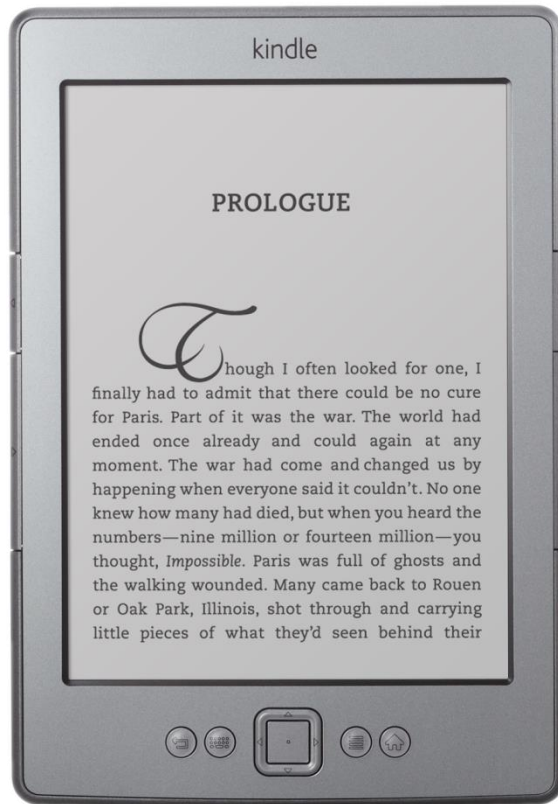 kindle
PROLOGUE
Though I often looked for one, I
finally had to admit that there could be no cure
for Paris. Part of it was the war. The world had
ended once already and could again at any
moment. The war had come and changed us by
happening when everyone said it couldn't. No one
knew how many had died, but when you heard the
numbers—nine million or fourteen million—you
thought, Impossible. Paris was full of ghosts and
the walking wounded. Many came back to Rouen
or Oak Park, Illinois, shot through and carrying
little pieces of what they'd seen behind their